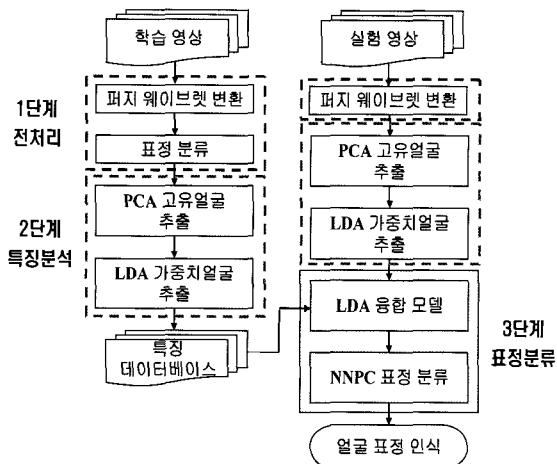 학습 영상
실험 영상
1단계
전처리
퍼지 웨이브렛 변환
표정 분류
퍼지 웨이브렛 변환
2단계
특징분석
PCA 고유얼굴
추출
LDA 가중치얼굴
추출
PCA 고유얼굴
추출
LDA 가중치얼굴
추출
특징
데이터베이스
LDA 융합 모델
NNPC 표정 분류
3단계
표정분류
얼굴 표정 인식